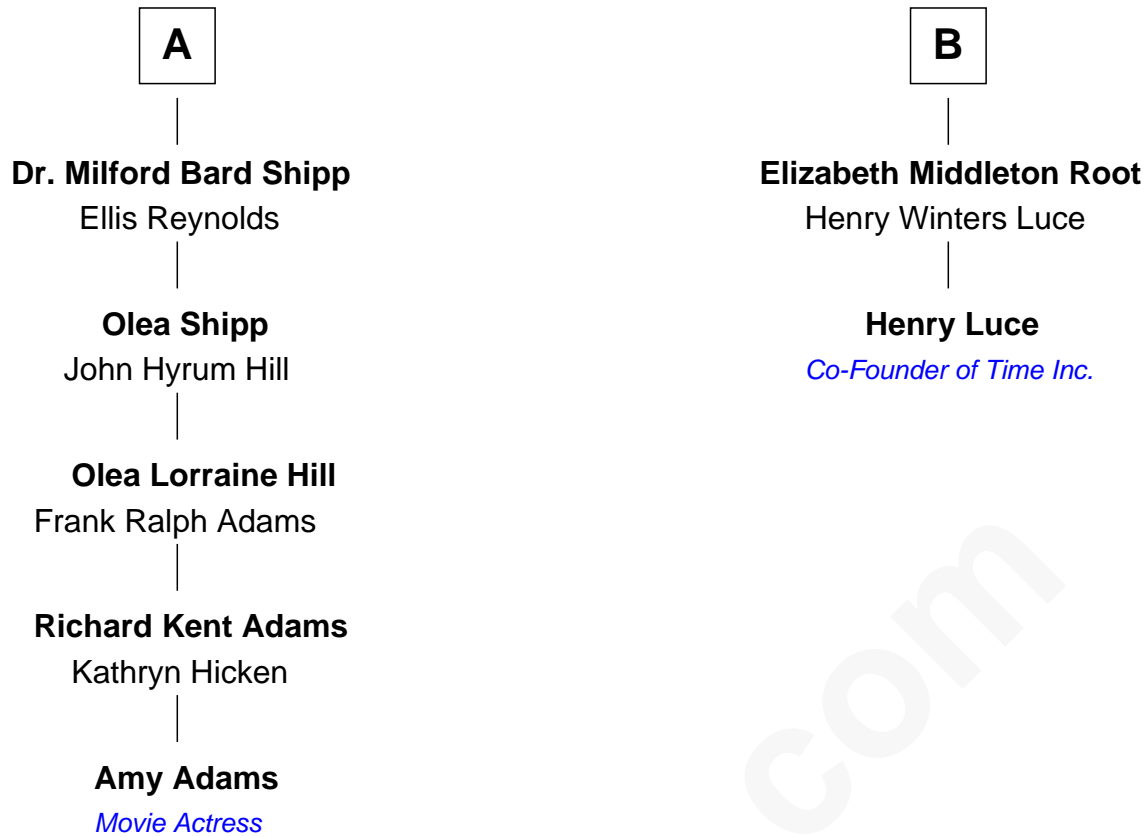 A
Dr. Milford Bard Shipp
Ellis Reynolds
Olea Shipp
John Hyrum Hill
Olea Lorraine Hill
Frank Ralph Adams
Richard Kent Adams
Kathryn Hicken
Amy Adams
Movie Actress
B
Elizabeth Middleton Root
Henry Winters Luce
Henry Luce
Co-Founder of Time Inc.
com